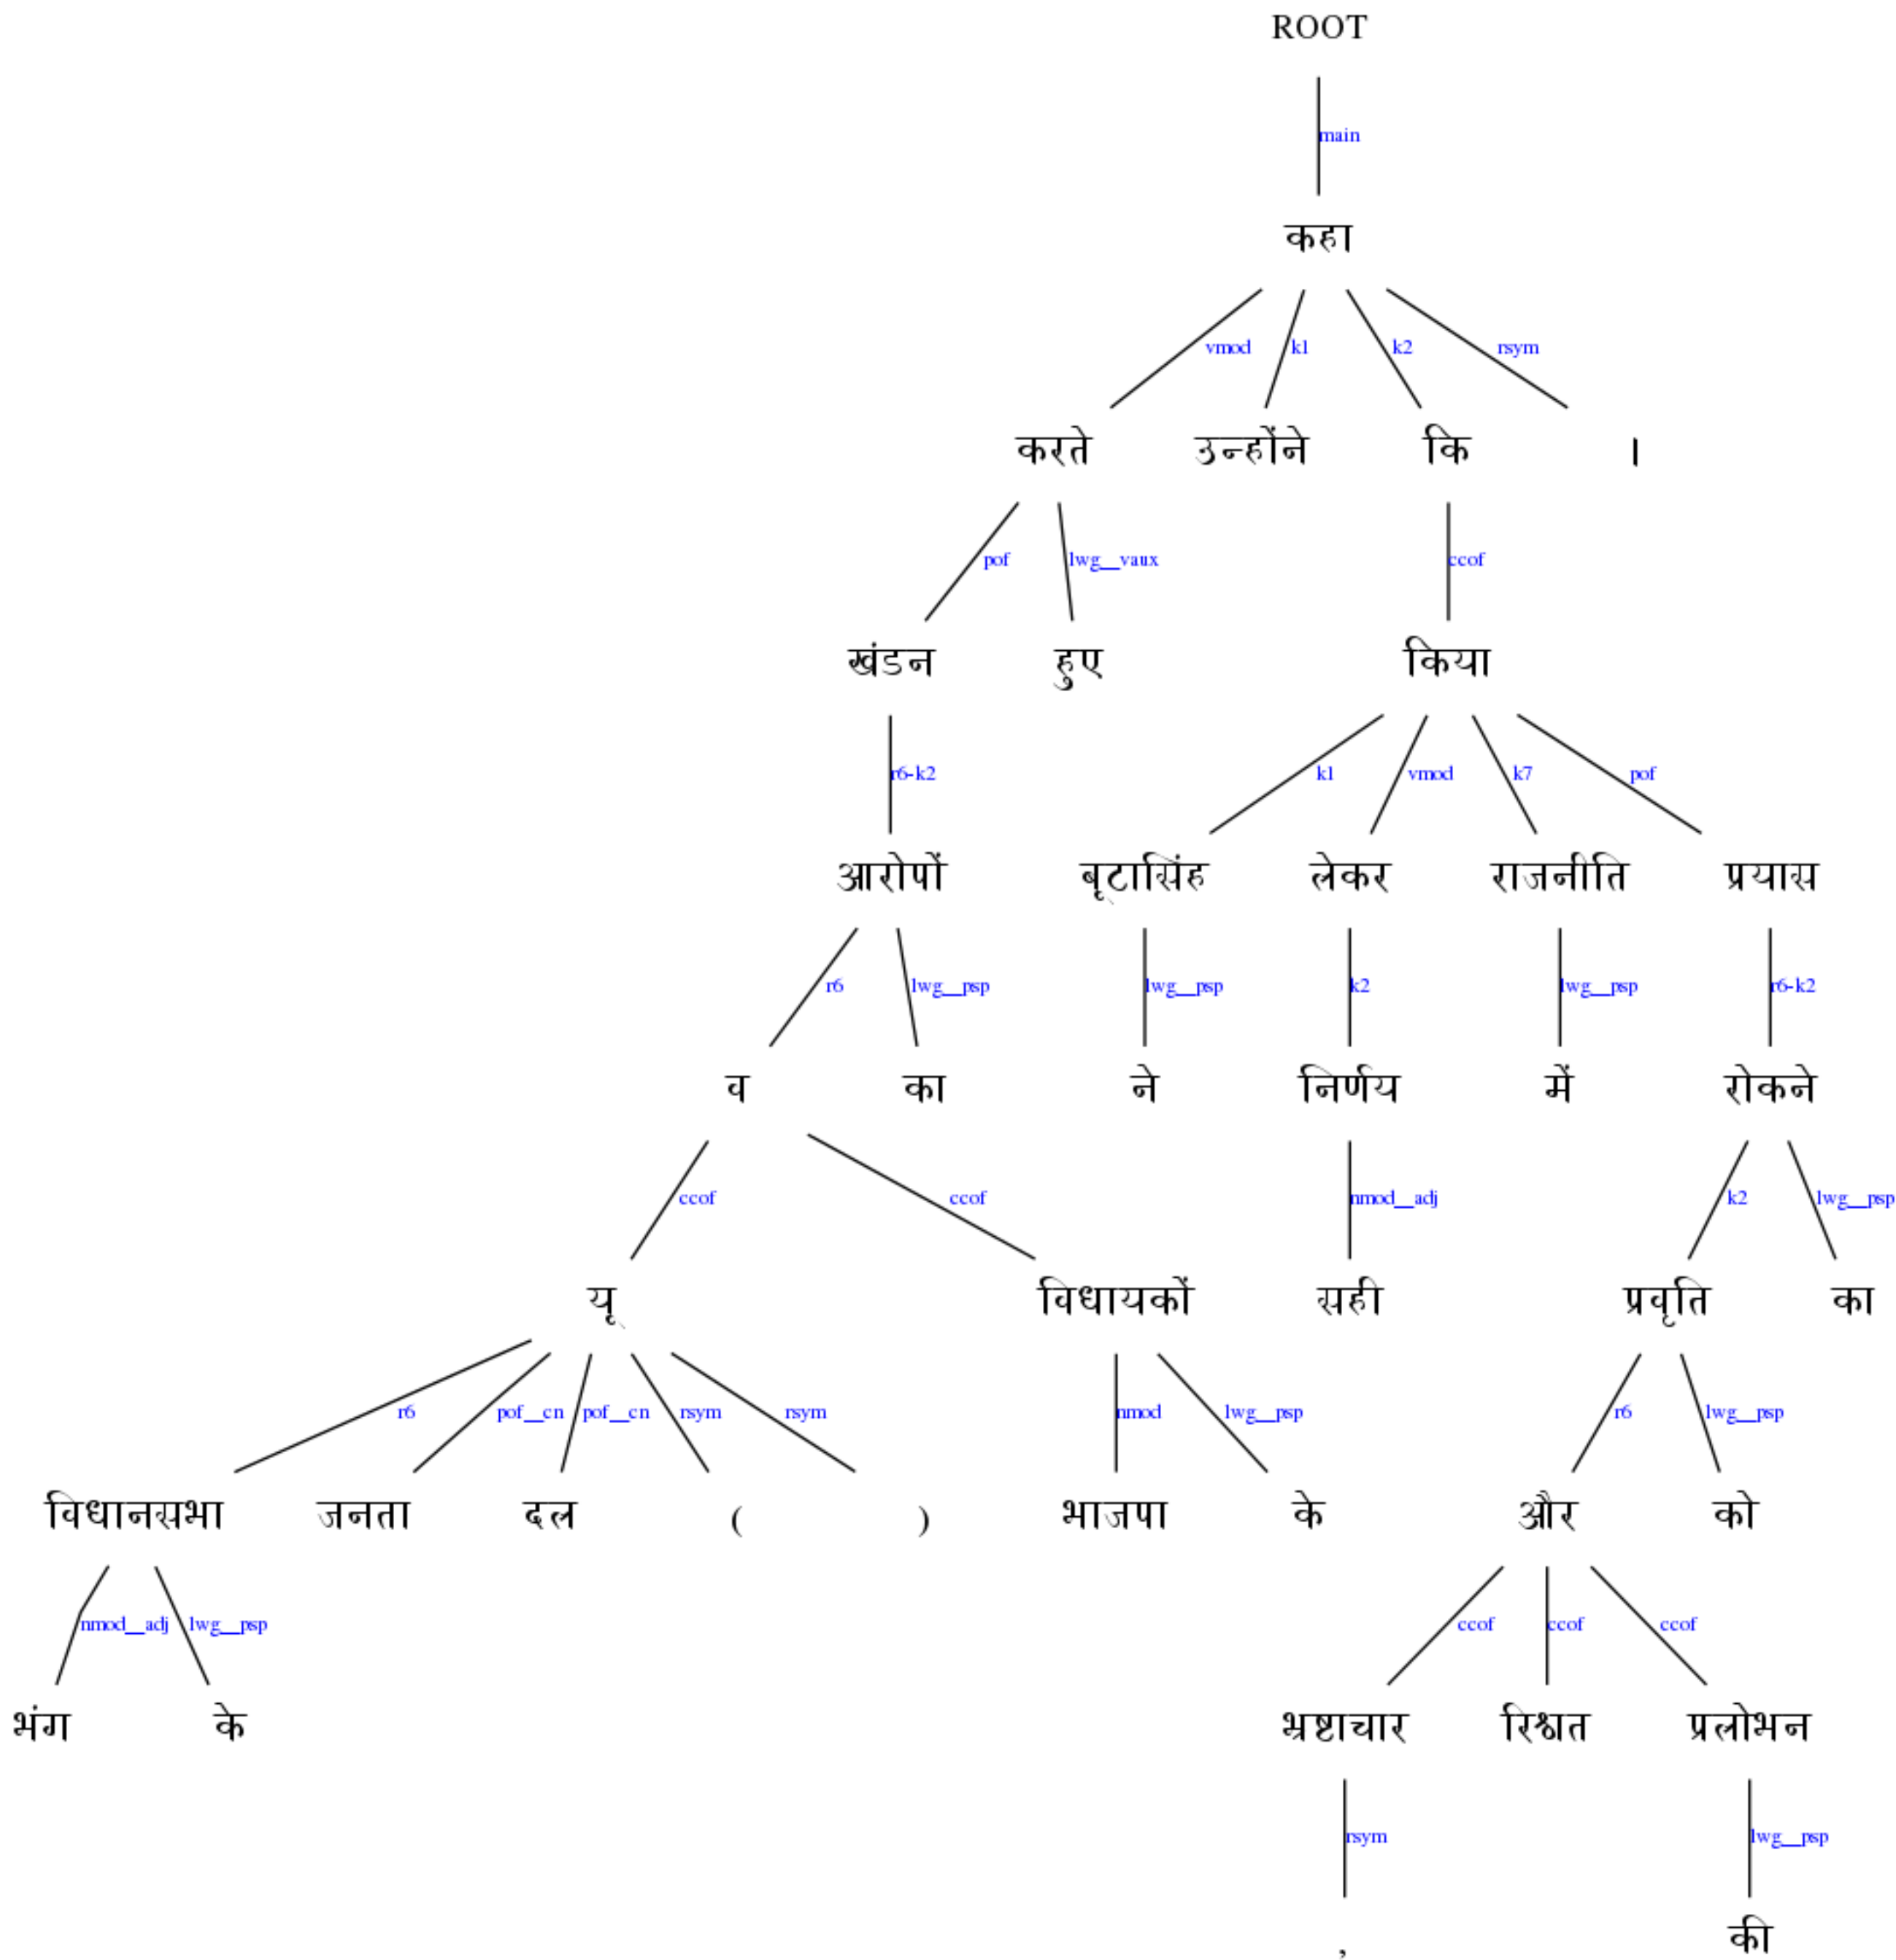 ROOT
main
कहा
vmod k1 k2 rsym
करते उन्होंने कि ।
pof lwg__vaux ccof
खंडन हुए किया
r6-k2 k1 vmod k7 pof
आरोपों बूटासिंह लेकर राजनीति प्रयास
r6 lwg__psp lwg__psp k2 lwg__psp r6-k2
व का ने निर्णय में रोकने
ccof ccof nmod__adj k2 lwg__psp
यू विधायकों सही प्रवृति का
r6 pof__cn pof__cn rsym rsym nmod lwg__psp r6 lwg__psp
विधानसभा जनता दल ( ) भाजपा के और को
nmod__adj lwg__psp ccof ccof ccof
भंग के भ्रष्टाचार रिश्वत प्रलोभन
rsym lwg__psp
, की